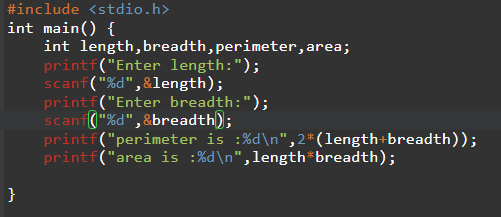 #include <stdio.h>
int main() {
    int length,breadth,perimeter,area;
    printf("Enter length:");
    scanf("%d",&length);
    printf("Enter breadth:");
    scanf("%d",&breadth);
    printf("perimeter is :%d\n",2*(length+breadth));
    printf("area is :%d\n",length*breadth);
}